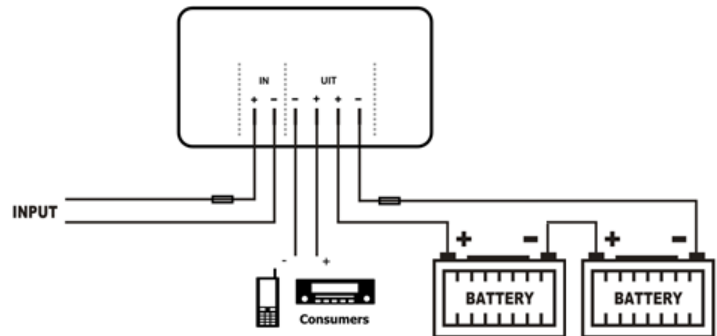 IN UIT
+ - - + + -
INPUT
- +
+ - + -
BATTERY BATTERY
Consumers